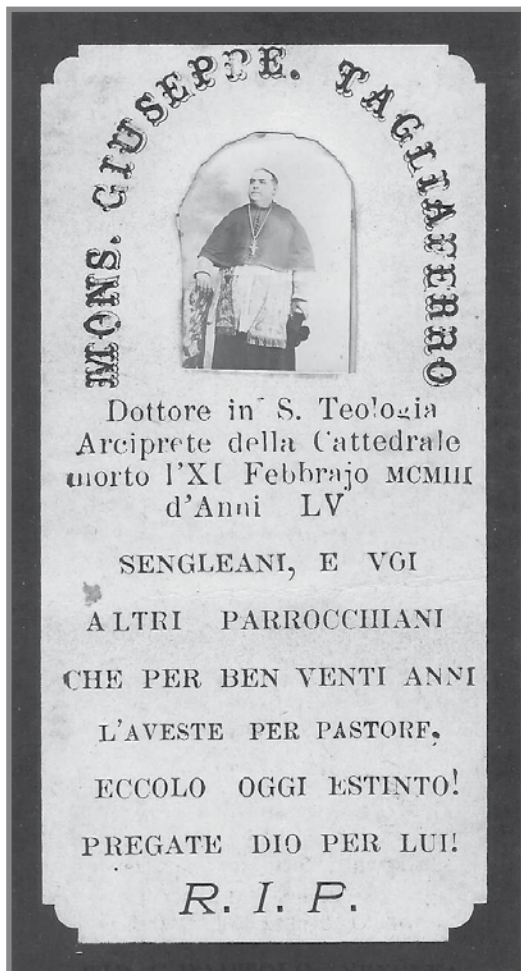 MONS. GIUSEPPE. TAGLIAFERRO
Dottore in S. Teologia
Arciprete della Cattedrale
morto l'XI Febbrajo MCMIII
d'Anni LV
SENGLEANI, E VOI
ALTRI PARROCCHIANI
CHE PER BEN VENTI ANNI
L'AVESTE PER PASTORE,
ECCOLO OGGI ESTINTO!
PREGATE DIO PER LUI!
R. I. P.